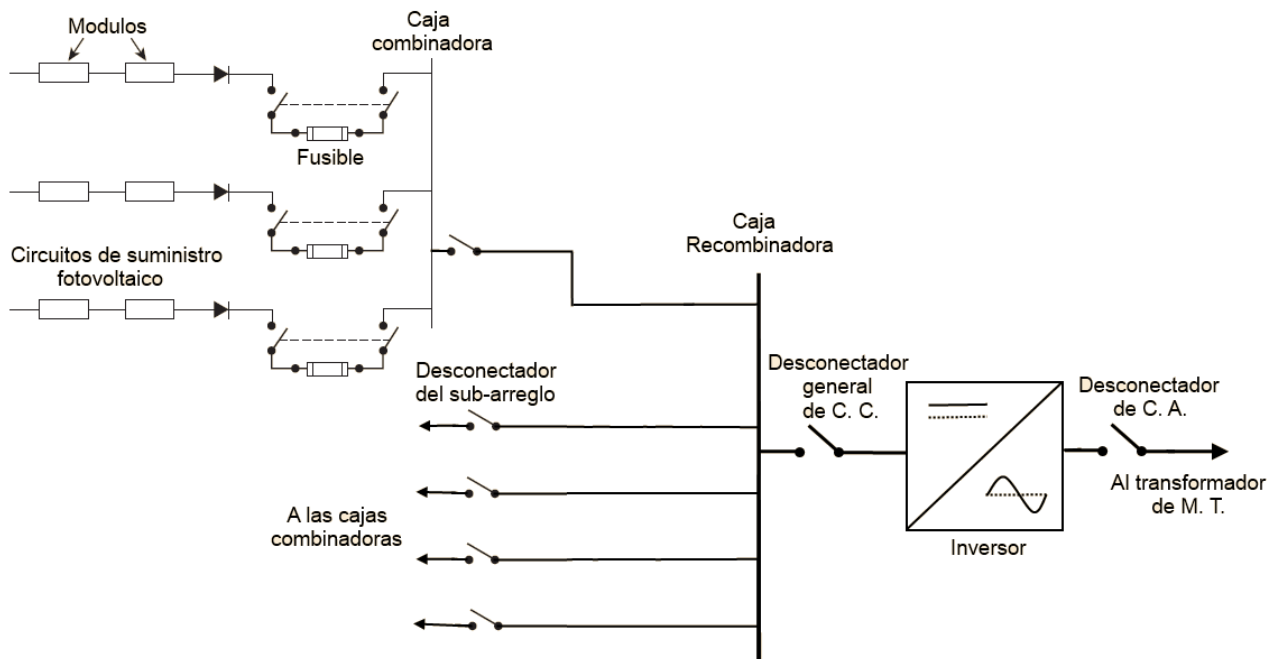 Modulos
Caja
combinadora
Fusible
Circuitos de suministro
fotovoltaico
Caja
Recombinadora
Desconectador
del sub-arreglo
Desconectador
general
de C. C.
Desconectador
de C. A.
A las cajas
combinadoras
Al transformador
de M. T.
Inversor